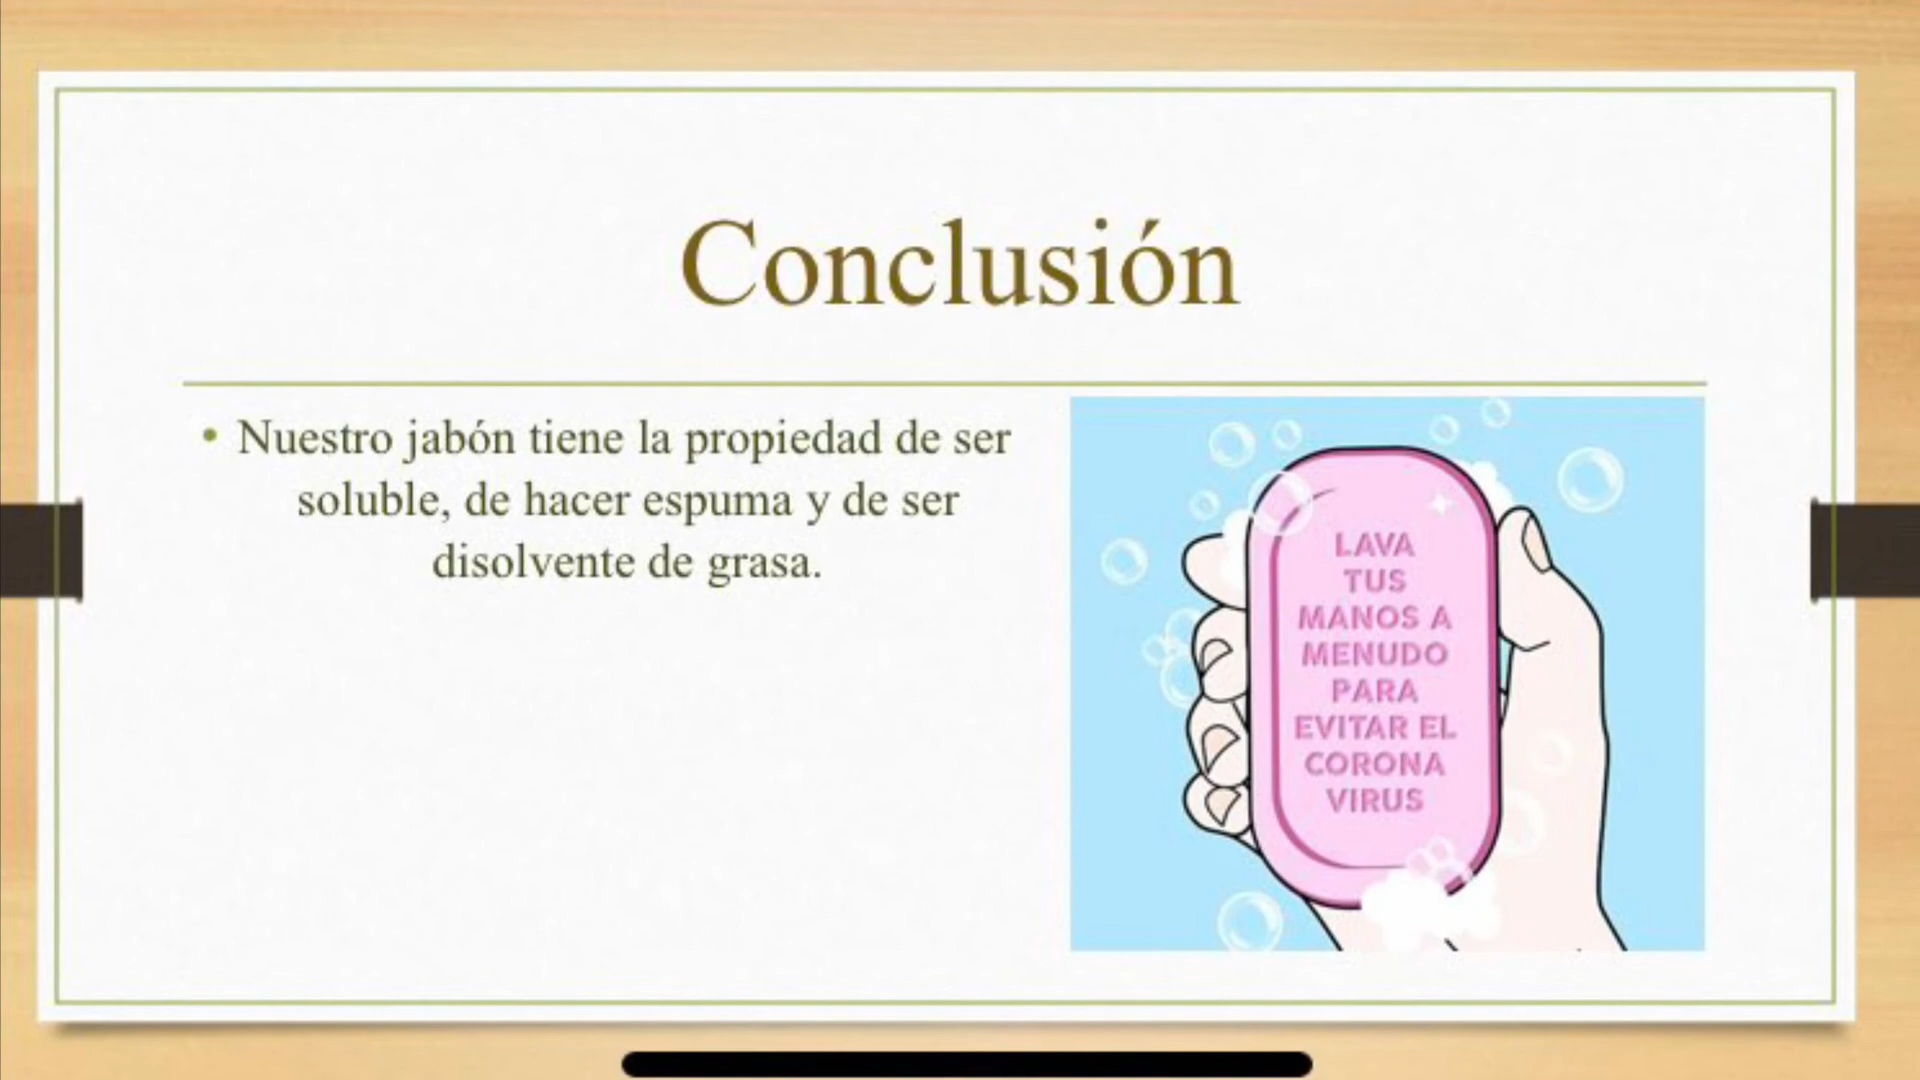 Conclusión
• Nuestro jabón tiene la propiedad de ser
soluble, de hacer espuma y de ser
disolvente de grasa.
LAVA
TUS
MANOS A
MENUDO
PARA
EVITAR EL
CORONA
VIRUS